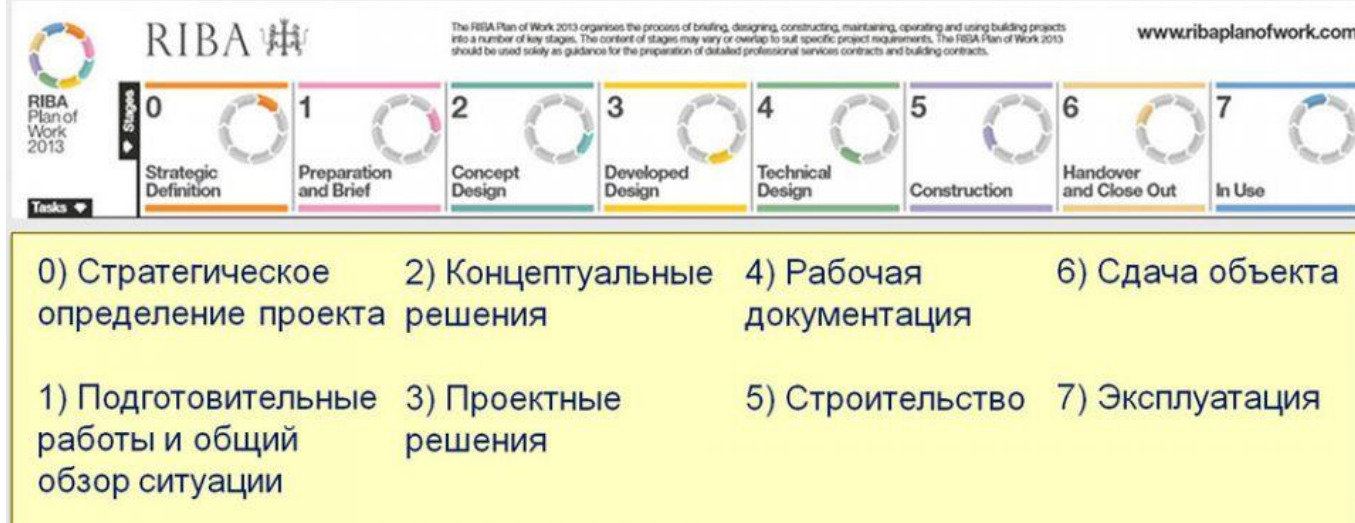 RIBA
The RIBA Plan of Work 2013 organises the process of briefing, designing, constructing, maintaining, operating and using building projects
into a number of key stages. The content of stages may vary or overlap to suit specific project requirements. The RIBA Plan of Work 2013
should be used solely as guidance for the preparation of detailed professional services contracts and building contracts.
www.ribaplanofwork.com
RIBA
Plan of
Work
2013
Stages
Tasks
0
Strategic
Definition
1
Preparation
and Brief
2
Concept
Design
3
Developed
Design
4
Technical
Design
5
Construction
6
Handover
and Close Out
7
In Use
0) Стратегическое
определение проекта
1) Подготовительные
работы и общий
обзор ситуации
2) Концептуальные
решения
3) Проектные
решения
4) Рабочая
документация
5) Строительство
6) Сдача объекта
7) Эксплуатация